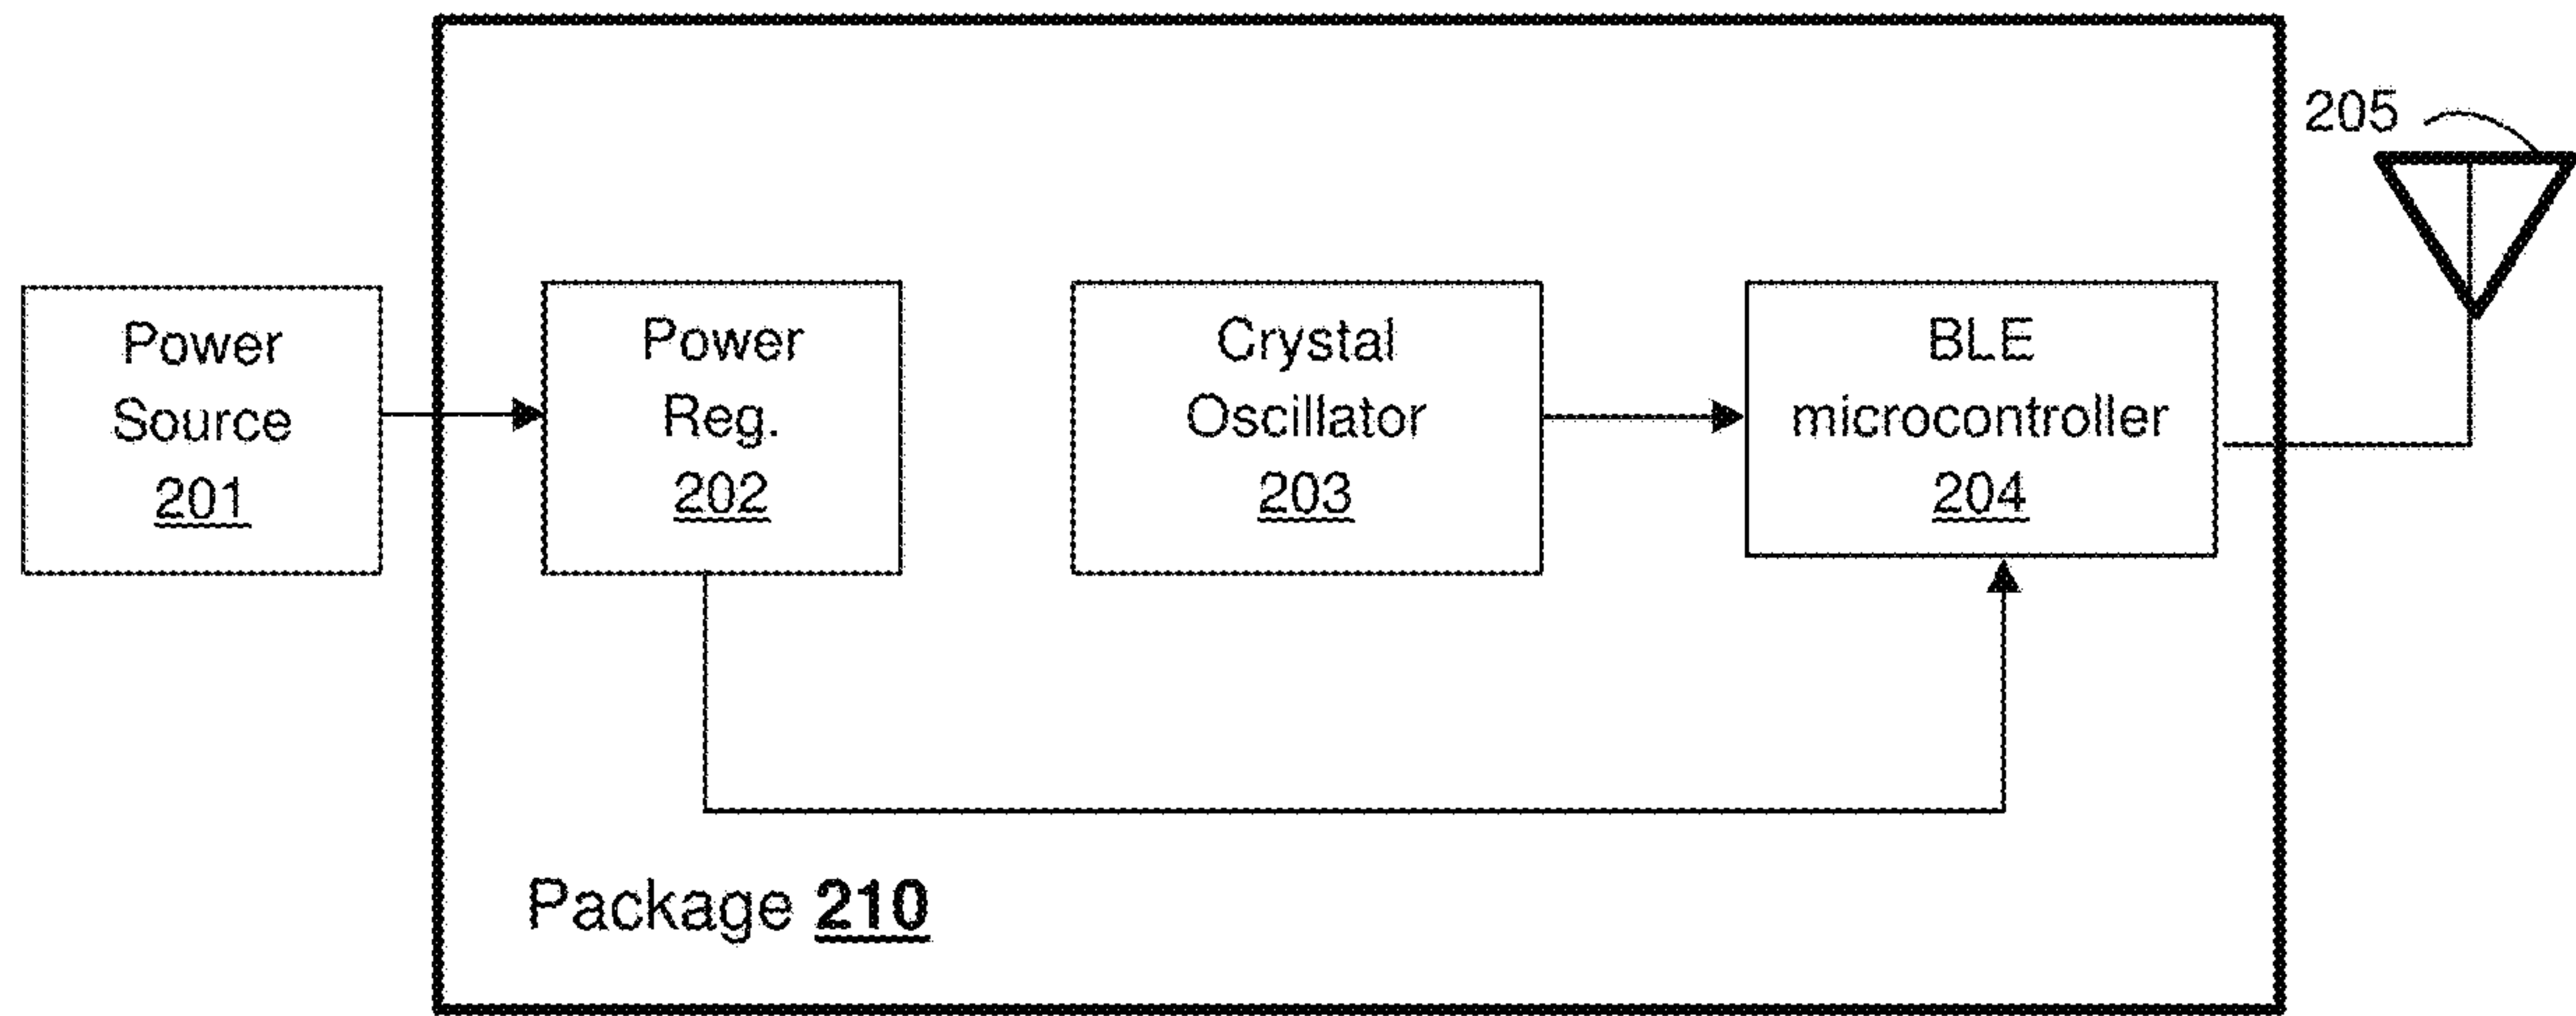 205
Power
Source
201
Power
Reg.
202
Crystal
Oscillator
203
BLE
microcontroller
204
Package 210